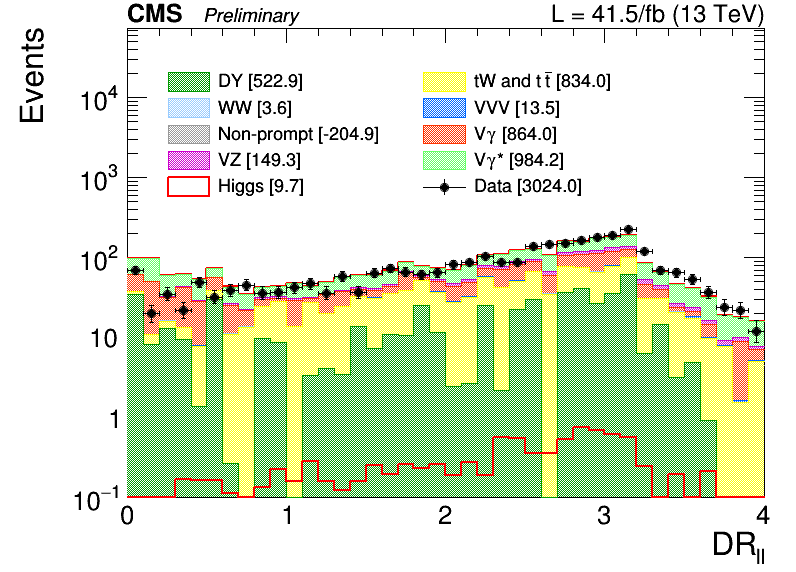 CMS Preliminary L = 41.5/fb (13 TeV)
Events
DY [522.9] tW and tt̄ [834.0]
WW [3.6] VVV [13.5]
Non-prompt [-204.9] Vγ [864.0]
VZ [149.3] Vγ* [984.2]
Higgs [9.7] Data [3024.0]
10⁴
10³
10²
10
1
10⁻¹
0 1 2 3 4
DR_ll